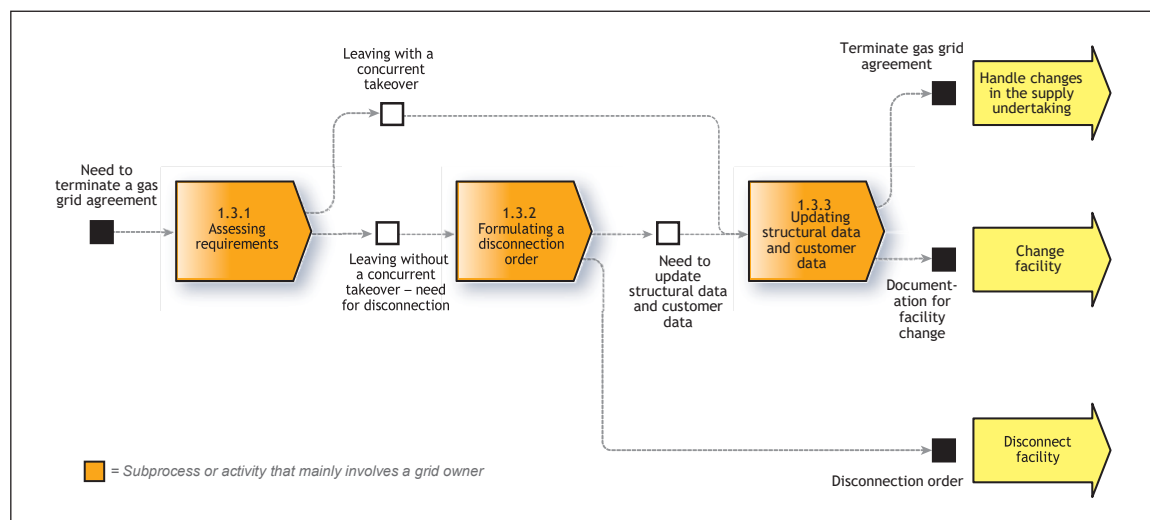 Leaving with a
concurrent
takeover
Terminate gas grid
agreement
Handle changes
in the supply
undertaking
Need to
terminate a gas
grid agreement
1.3.1
Assessing
requirements
Leaving without
a concurrent
takeover – need
for disconnection
1.3.2
Formulating a
disconnection
order
Need to
update
structural data
and customer
data
1.3.3
Updating
structural data
and customer
data
Document-
ation for
facility
change
Change
facility
Disconnection order
Disconnect
facility
= Subprocess or activity that mainly involves a grid owner